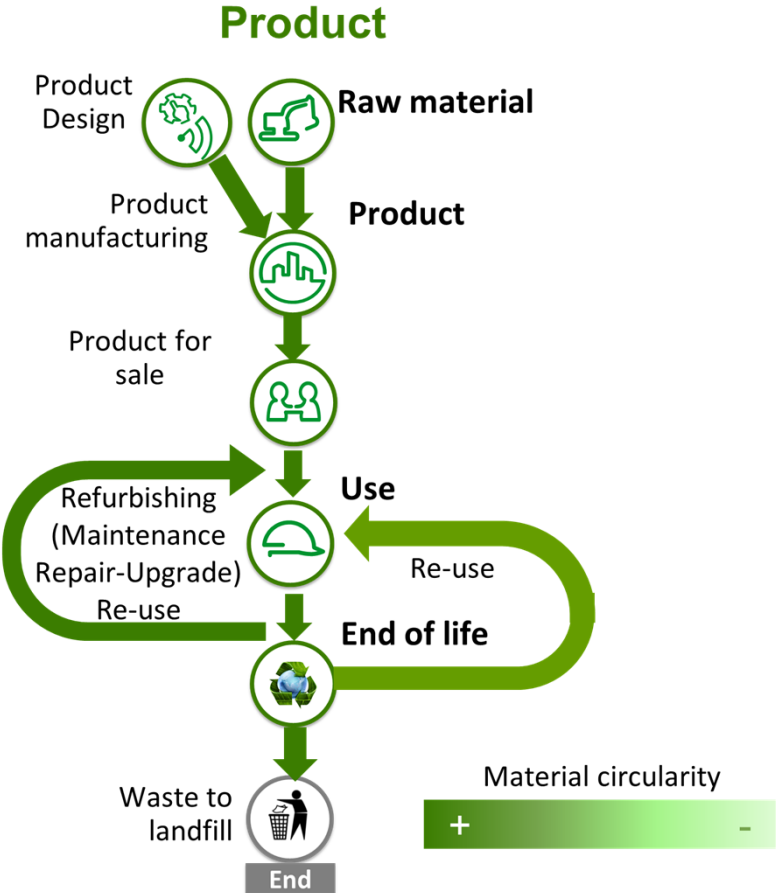 Product
Product
Design
Raw material
Product
manufacturing
Product
Product for
sale
Use
Refurbishing
(Maintenance
Repair-Upgrade)
Re-use
Re-use
End of life
Waste to
landfill
End
Material circularity
+ -